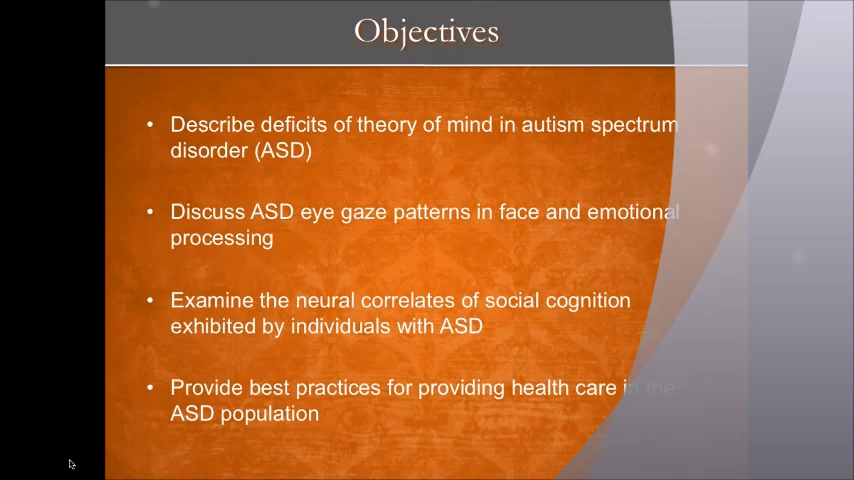 Objectives
• Describe deficits of theory of mind in autism spectrum
disorder (ASD)
• Discuss ASD eye gaze patterns in face and emotional
processing
• Examine the neural correlates of social cognition
exhibited by individuals with ASD
• Provide best practices for providing health care in the
ASD population